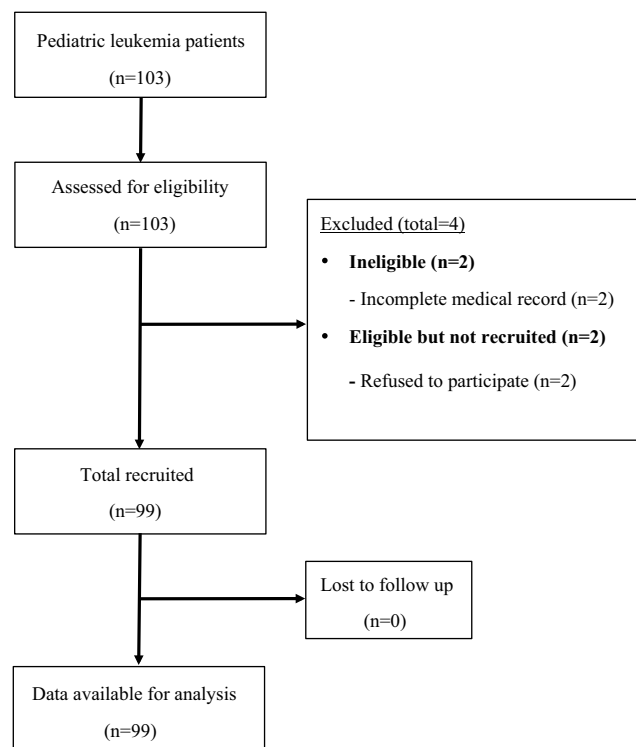 Pediatric leukemia patients
(n=103)
Assessed for eligibility
(n=103)
Excluded (total=4)
• Ineligible (n=2)
- Incomplete medical record (n=2)
• Eligible but not recruited (n=2)
- Refused to participate (n=2)
Total recruited
(n=99)
Lost to follow up
(n=0)
Data available for analysis
(n=99)